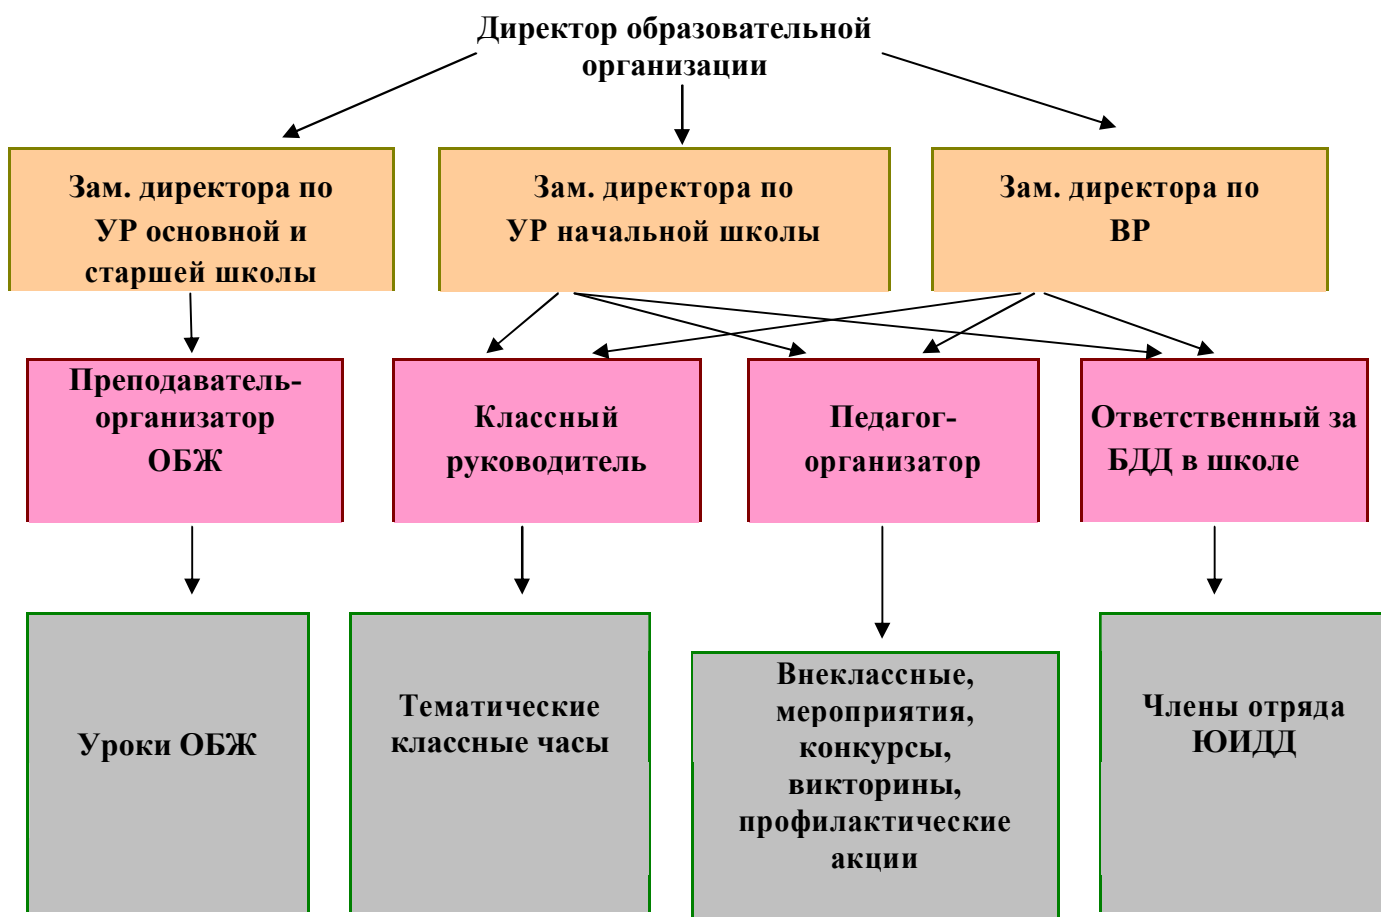 Директор образовательной
организации
Зам. директора по
УР основной и
старшей школы
Зам. директора по
УР начальной школы
Зам. директора по
ВР
Преподаватель-
организатор
ОБЖ
Классный
руководитель
Педагог-
организатор
Ответственный за
БДД в школе
Уроки ОБЖ
Тематические
классные часы
Внеклассные,
мероприятия,
конкурсы,
викторины,
профилактические
акции
Члены отряда
ЮИДД